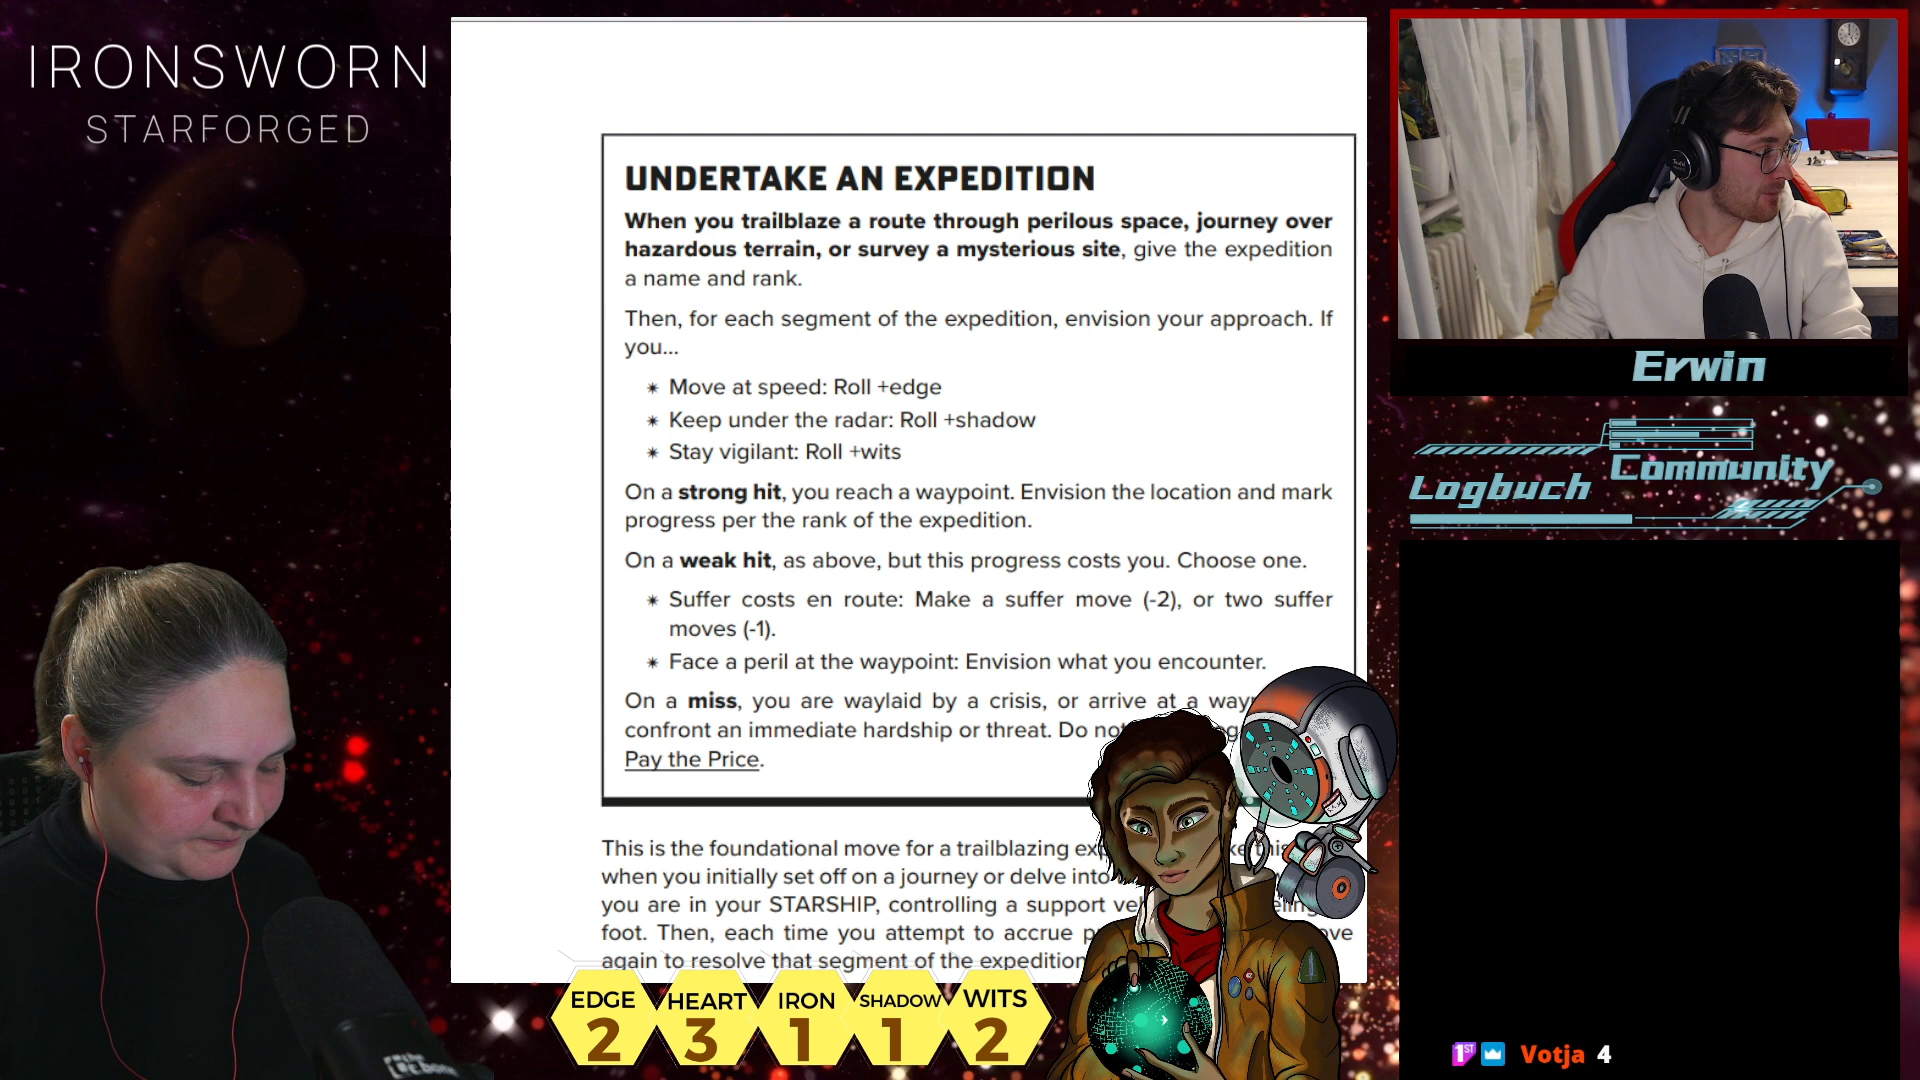 IRONSWORN
STARFORGED
UNDERTAKE AN EXPEDITION
When you trailblaze a route through perilous space, journey over
hazardous terrain, or survey a mysterious site, give the expedition
a name and rank.
Then, for each segment of the expedition, envision your approach. If
you...
✴ Move at speed: Roll +edge
✴ Keep under the radar: Roll +shadow
✴ Stay vigilant: Roll +wits
On a strong hit, you reach a waypoint. Envision the location and mark
progress per the rank of the expedition.
On a weak hit, as above, but this progress costs you. Choose one.
✴ Suffer costs en route: Make a suffer move (-2), or two suffer
moves (-1).
✴ Face a peril at the waypoint: Envision what you encounter.
On a miss, you are waylaid by a crisis, or arrive at a
confront an immediate hardship or threat. Do
Pay the Price.
This is the foundational move for a trailblazing
when you initially set off on a journey or delve into
you are in your STARSHIP, controlling a support
foot. Then, each time you attempt to accrue
again to resolve that segment of the expedition
EDGE
2
HEART
3
IRON
1
SHADOW
1
WITS
2
Erwin
Logbuch Community
1ST Votja 4